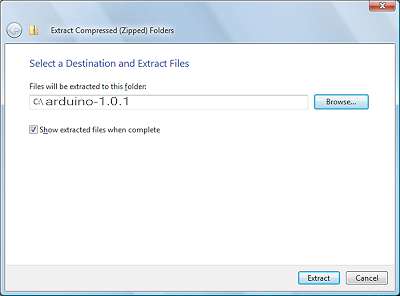 Extract Compressed (Zipped) Folders
Select a Destination and Extract Files
Files will be extracted to this folder:
C:\arduino-1.0.1
Browse...
Show extracted files when complete
Extract
Cancel